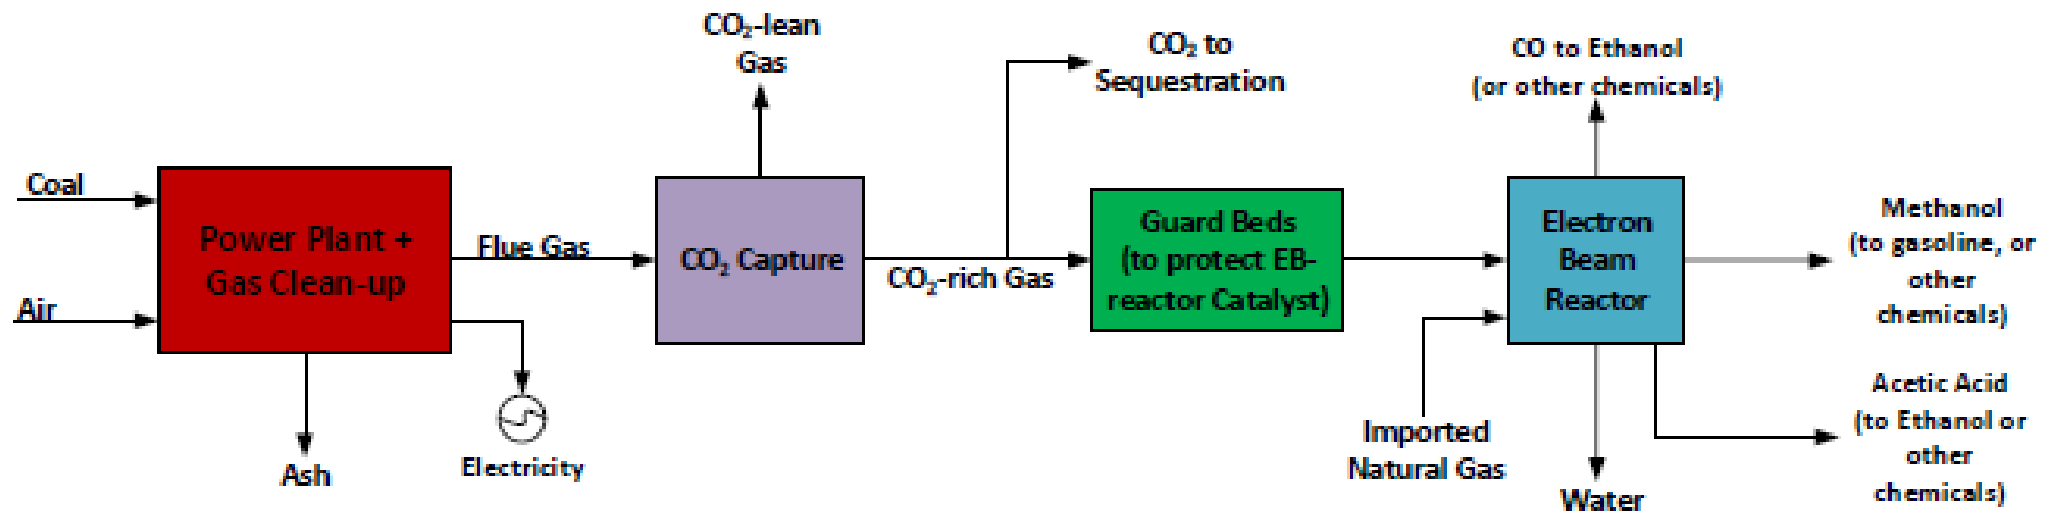 CO₂-lean
Gas
CO₂ to
Sequestration
CO to Ethanol
(or other chemicals)
Coal
Air
Power Plant +
Gas Clean-up
Flue Gas
CO₂ Capture
CO₂-rich Gas
Guard Beds
(to protect EB-
reactor Catalyst)
Electron
Beam
Reactor
Methanol
(to gasoline, or
other
chemicals)
Acetic Acid
(to Ethanol or
other
chemicals)
Ash
Electricity
Imported
Natural Gas
Water